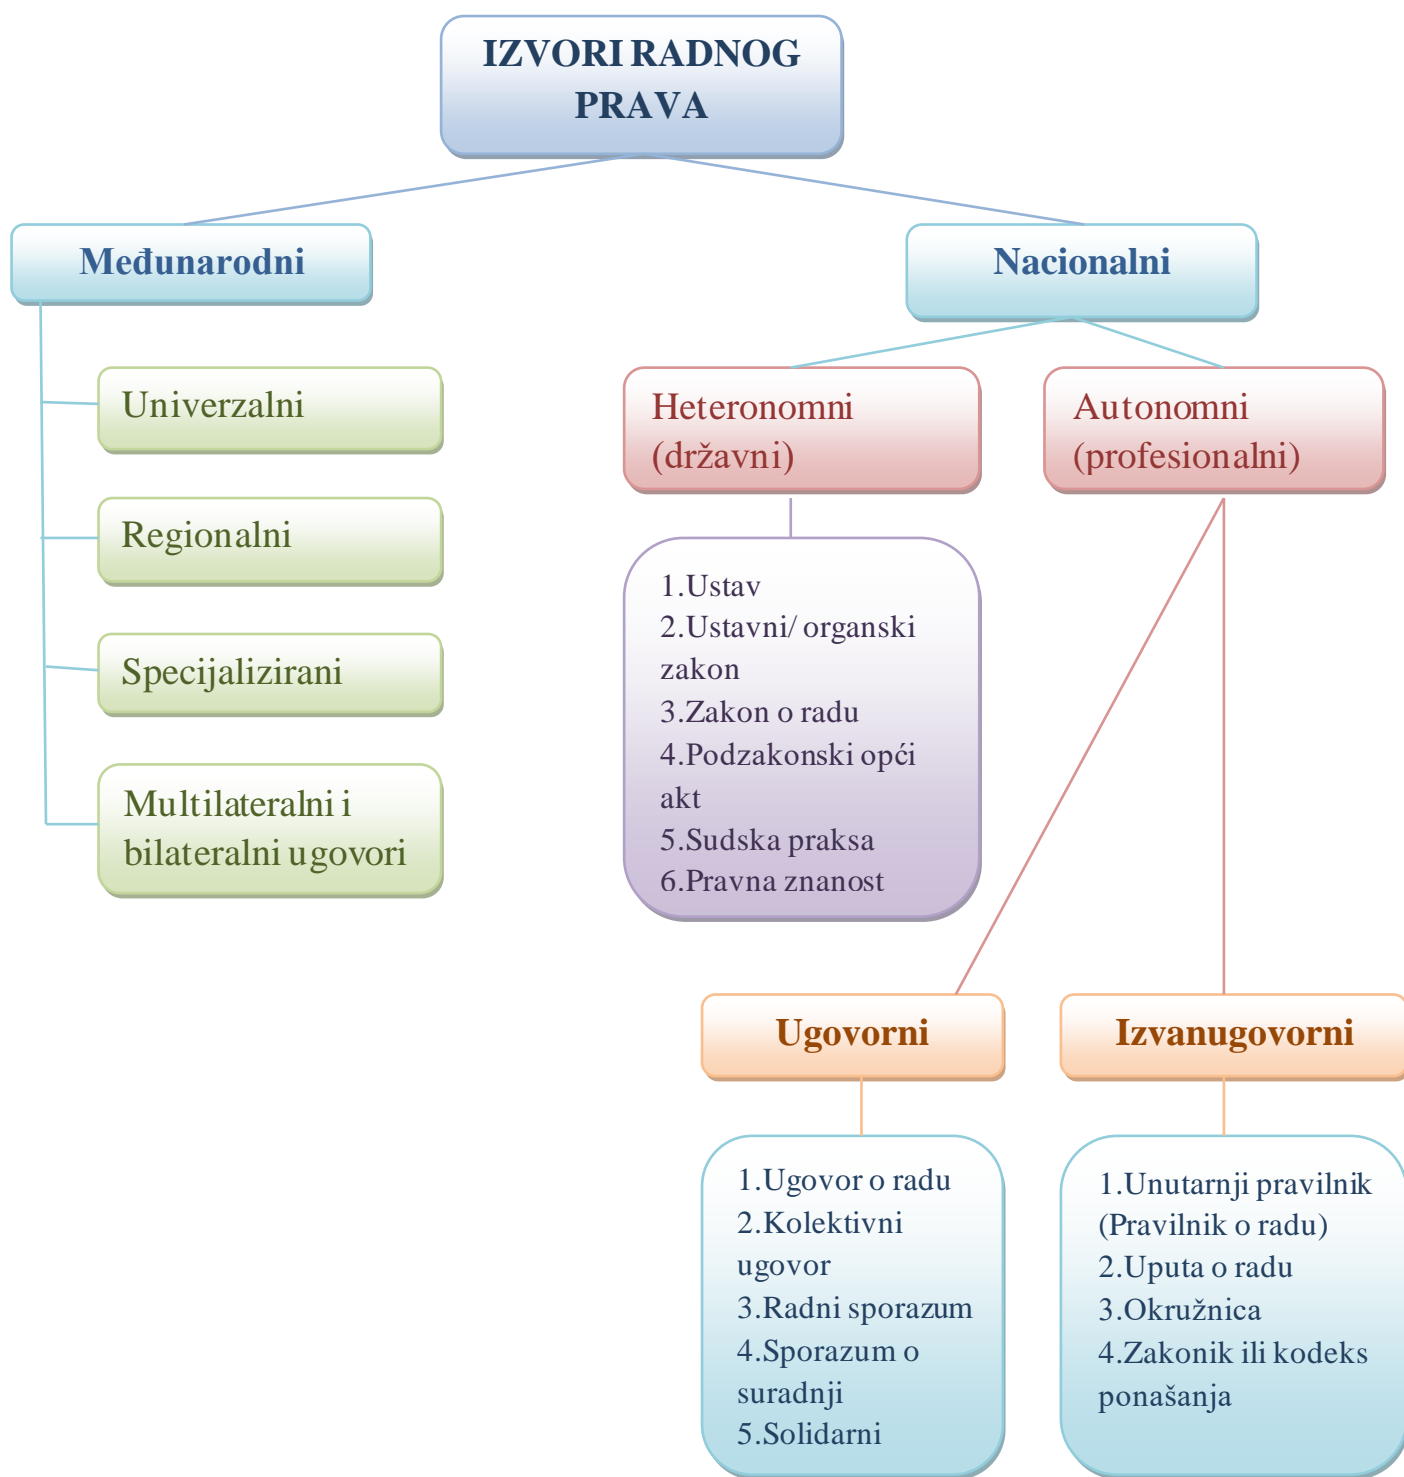 IZVORI RADNOG
PRAVA
Međunarodni
Nacionalni
Univerzalni
Regionalni
Specijalizirani
Multilateralni i
bilateralni ugovori
Heteronomni
(državni)
Autonomni
(profesionalni)
1.Ustav
2.Ustavni/ organski
zakon
3.Zakon o radu
4.Podzakonski opći
akt
5.Sudska praksa
6.Pravna znanost
Ugovorni
Izvanugovorni
1.Ugovor o radu
2.Kolektivni
ugovor
3.Radni sporazum
4.Sporazum o
suradnji
5.Solidarni
1.Unutarnji pravilnik
(Pravilnik o radu)
2.Uputa o radu
3.Okružnica
4.Zakonik ili kodeks
ponašanja